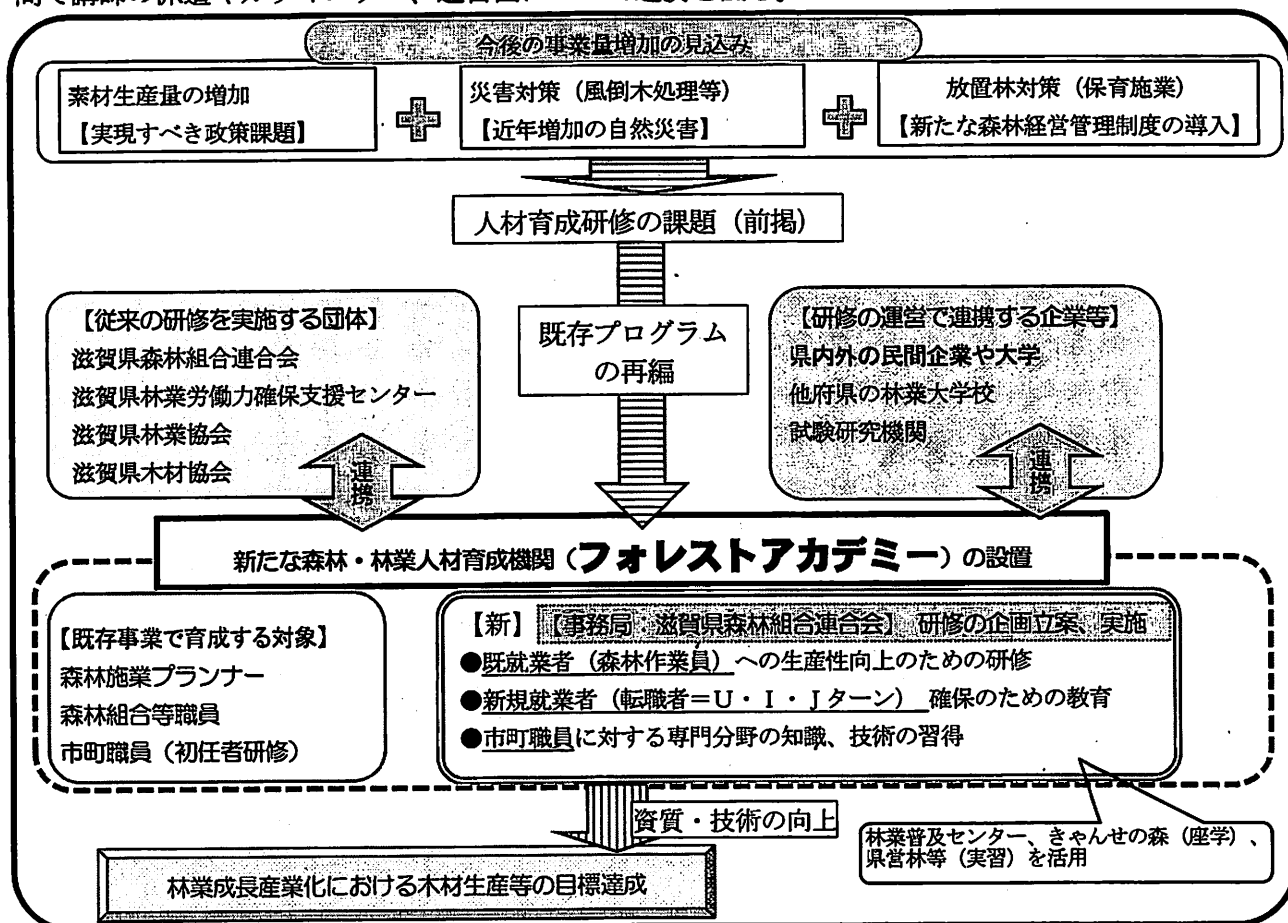 今後の事業量増加の見込み
素材生産量の増加
【実現すべき政策課題】
災害対策（風倒木処理等）
【近年増加の自然災害】
放置林対策（保育施業）
【新たな森林経営管理制度の導入】
人材育成研修の課題（前掲）
【従来の研修を実施する団体】
滋賀県森林組合連合会
滋賀県林業労働力確保支援センター
滋賀県林業協会
滋賀県木材協会
連携
既存プログラム
の再編
【研修の運営で連携する企業等】
県内外の民間企業や大学
他府県の林業大学校
試験研究機関
連携
新たな森林・林業人材育成機関（フォレストアカデミー）の設置
【既存事業で育成する対象】
森林施業プランナー
森林組合等職員
市町職員（初任者研修）
【新】【事務局 滋賀県森林組合連合会】 研修の企画立案、実施
●既就業者（森林作業員）への生産性向上のための研修
●新規就業者（転職者＝U・I・Jターン）確保のための教育
●市町職員に対する専門分野の知識、技術の習得
資質・技術の向上
林業普及センター、きゃんせの森（座学）、
県営林等（実習）を活用
林業成長産業化における木材生産等の目標達成